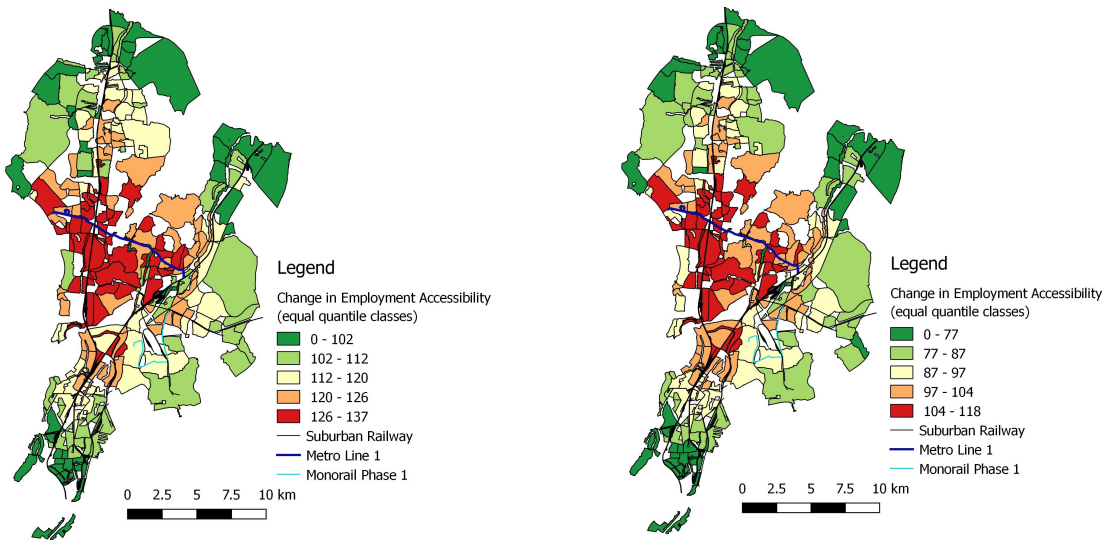 Legend
Change in Employment Accessibility
(equal quantile classes)
0 - 102
102 - 112
112 - 120
120 - 126
126 - 137
Suburban Railway
Metro Line 1
Monorail Phase 1
0 2.5 5 7.5 10 km
Legend
Change in Employment Accessibility
(equal quantile classes)
0 - 77
77 - 87
87 - 97
97 - 104
104 - 118
Suburban Railway
Metro Line 1
Monorail Phase 1
0 2.5 5 7.5 10 km